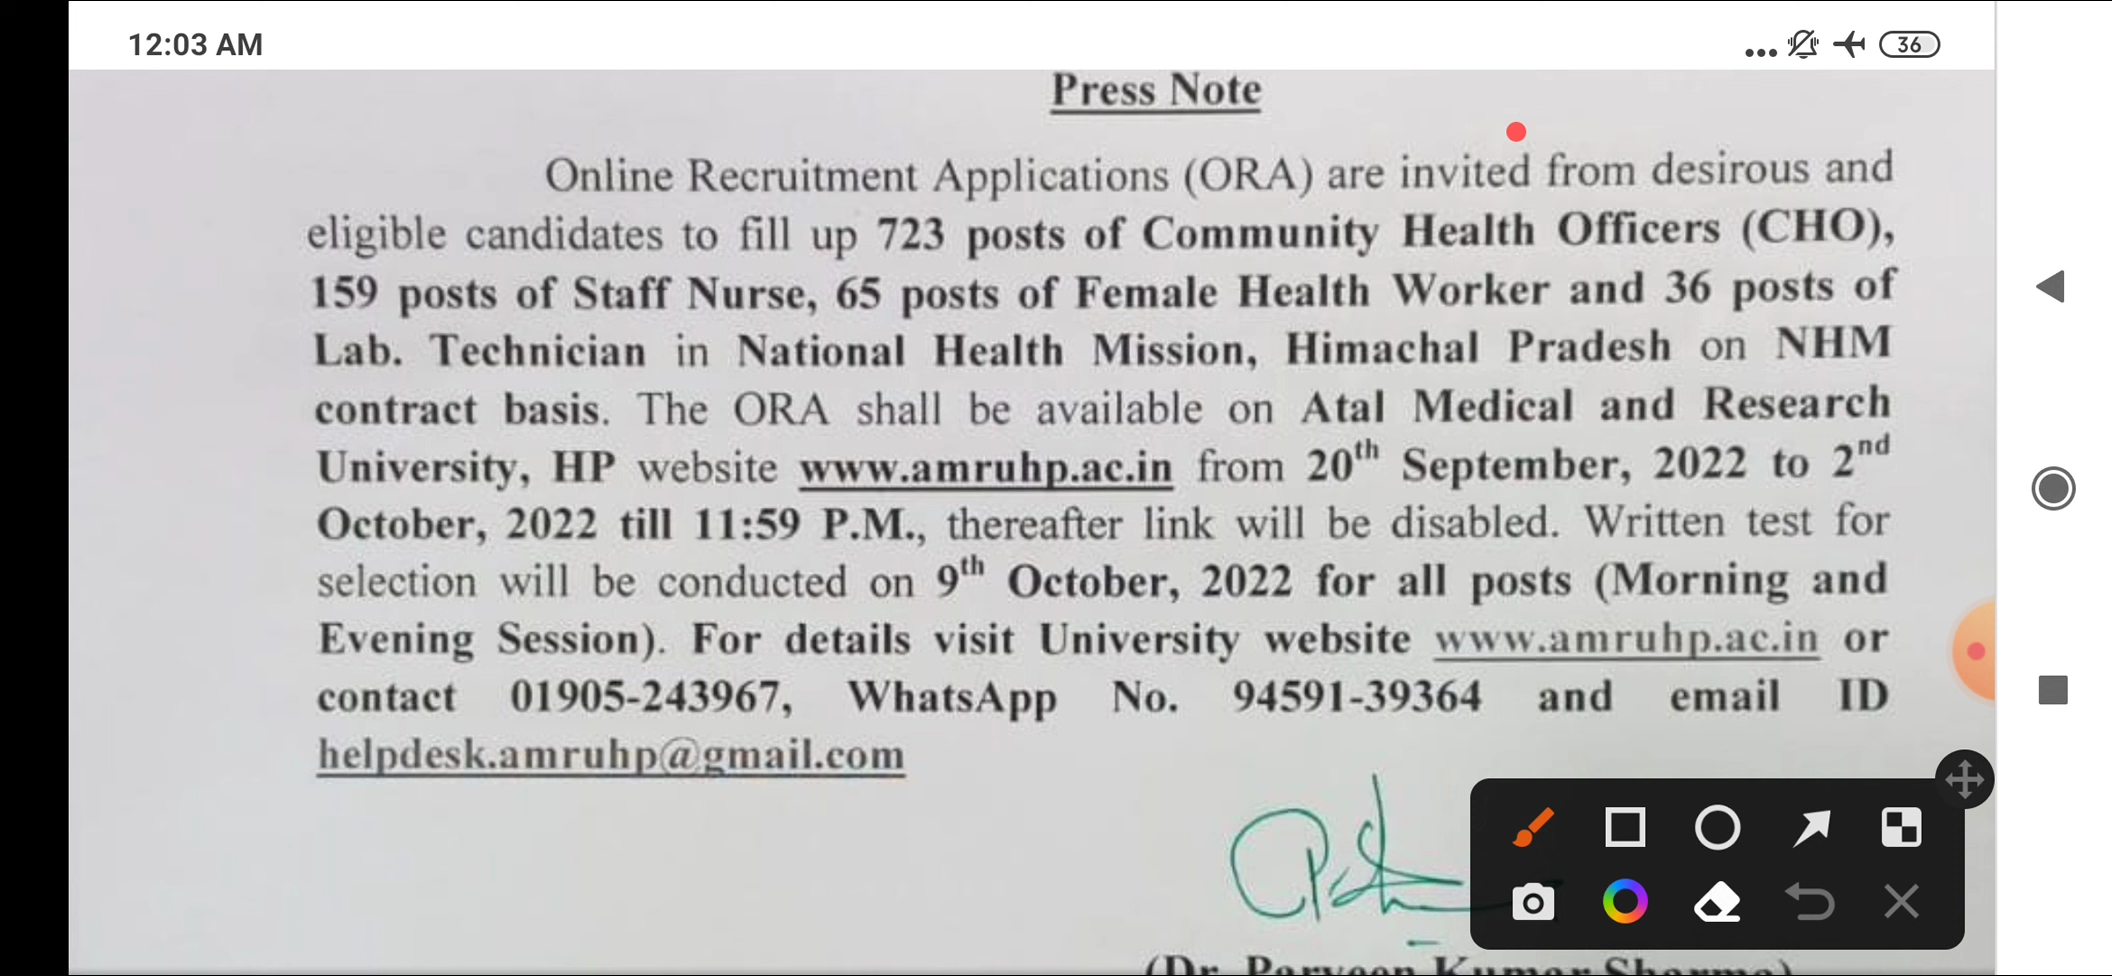 12:03 AM
36
Press Note
Online Recruitment Applications (ORA) are invited from desirous and
eligible candidates to fill up 723 posts of Community Health Officers (CHO),
159 posts of Staff Nurse, 65 posts of Female Health Worker and 36 posts of
Lab. Technician in National Health Mission, Himachal Pradesh on NHM
contract basis. The ORA shall be available on Atal Medical and Research
University, HP website www.amruhp.ac.in from 20th September, 2022 to 2nd
October, 2022 till 11:59 P.M., thereafter link will be disabled. Written test for
selection will be conducted on 9th October, 2022 for all posts (Morning and
Evening Session). For details visit University website www.amruhp.ac.in or
contact 01905-243967, WhatsApp No. 94591-39364 and email ID
helpdesk.amruhp@gmail.com
(Dr. Parveen Kumar Sharma)